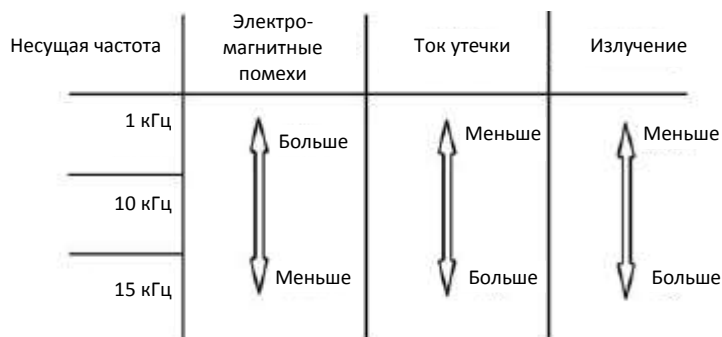 Несущая частота
Электро-
магнитные
помехи
Ток утечки
Излучение
1 кГц
Больше
Меньше
Меньше
10 кГц
Меньше
Больше
Больше
15 кГц